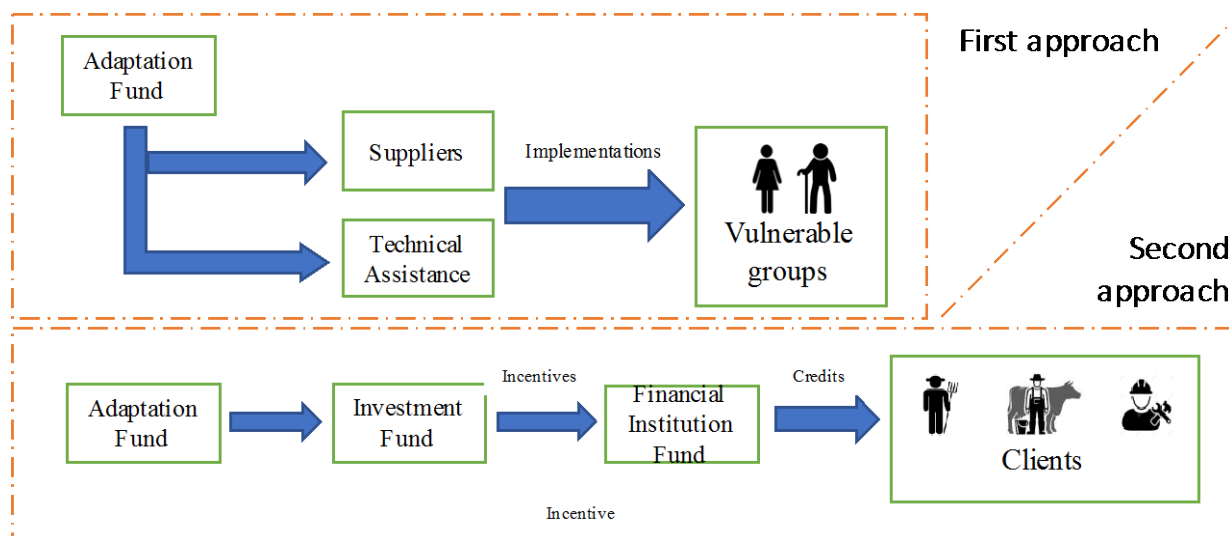 First approach
Adaptation
Fund
Suppliers
Implementations
Technical
Assistance
Vulnerable
groups
Second
approach
Adaptation
Fund
Investment
Fund
Incentives
Financial
Institution
Fund
Credits
Clients
Incentive